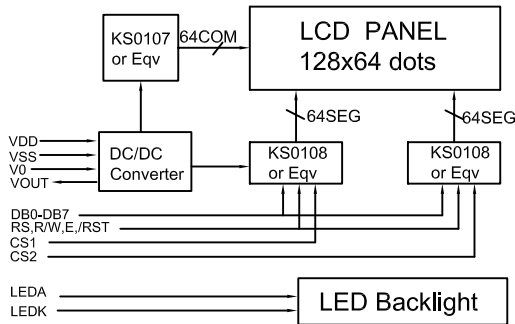 KS0107
or Eqv
64COM
LCD PANEL
128x64 dots
64SEG
64SEG
VDD
VSS
V0
VOUT
DC/DC
Converter
KS0108
or Eqv
KS0108
or Eqv
DB0-DB7
RS,R/W,E,/RST
CS1
CS2
LEDA
LEDK
LED Backlight